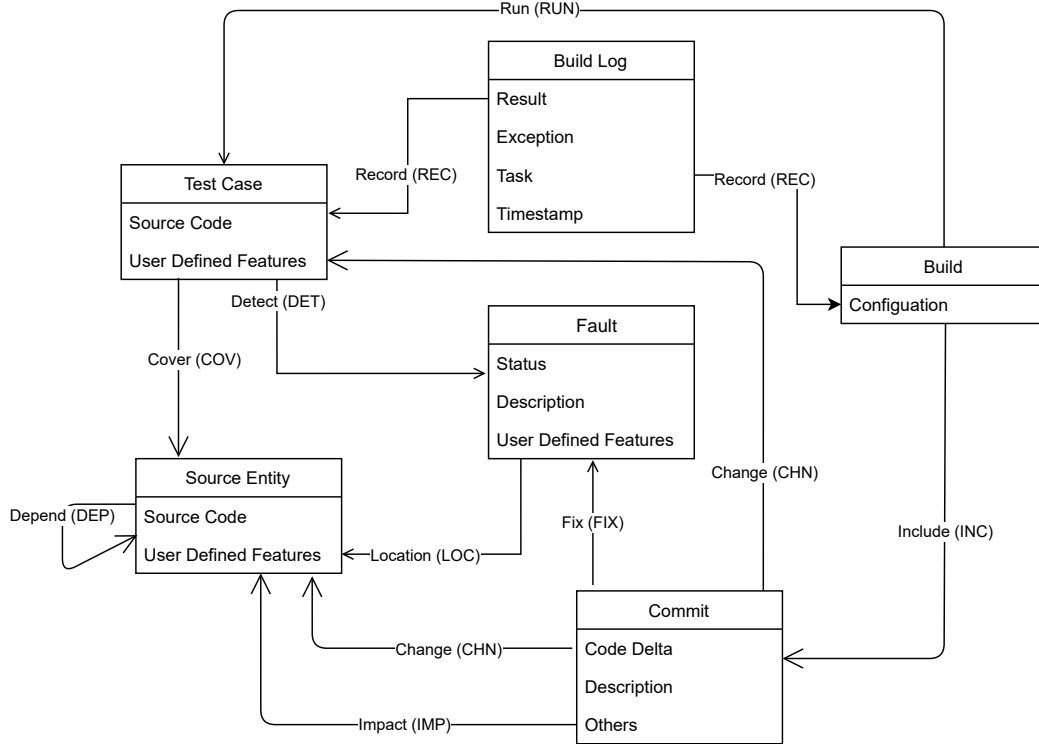 Run (RUN)
Build Log
Result
Exception
Task
Timestamp
Record (REC)
Record (REC)
Test Case
Source Code
User Defined Features
Build
Configuation
Detect (DET)
Cover (COV)
Fault
Status
Description
User Defined Features
Change (CHN)
Source Entity
Source Code
User Defined Features
Depend (DEP)
Fix (FIX)
Include (INC)
Location (LOC)
Commit
Code Delta
Description
Others
Change (CHN)
Impact (IMP)